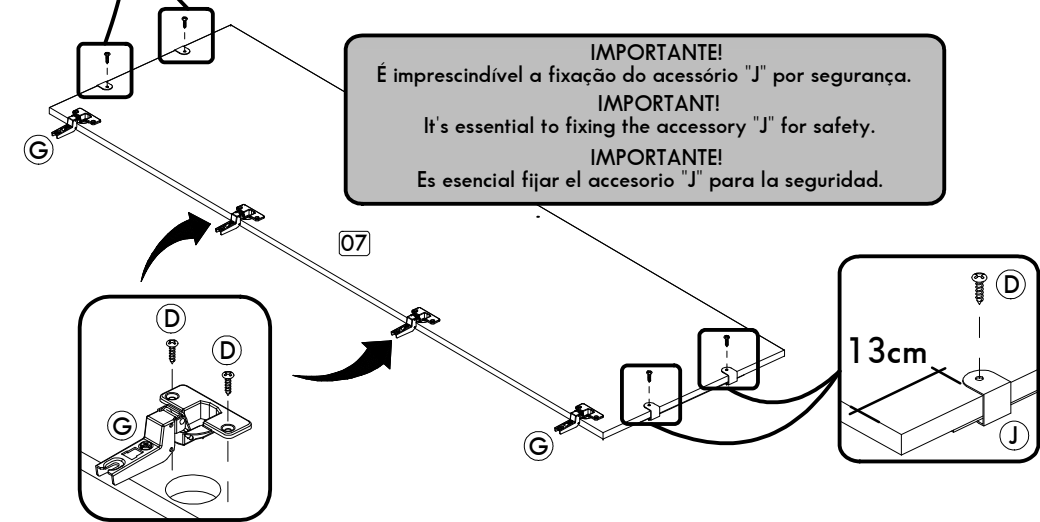 IMPORTANTE!
É imprescindível a fixação do acessório "J" por segurança.
IMPORTANT!
It's essential to fixing the accessory "J" for safety.
IMPORTANTE!
Es esencial fijar el accesorio "J" para la seguridad.
G
07
D
D
G
G
D
13cm
J